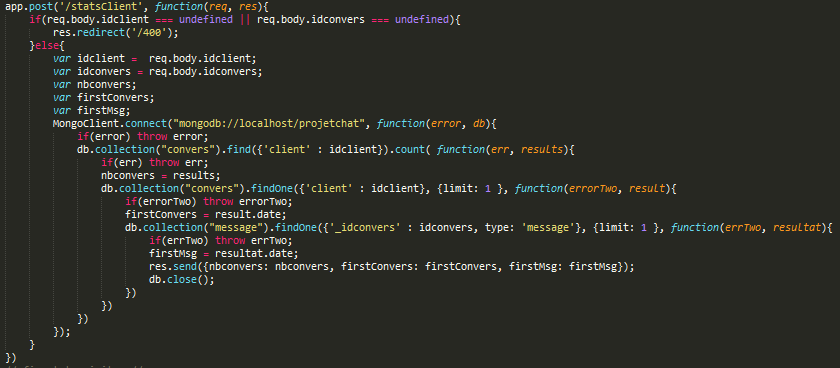 app.post('/statsClient', function(req, res){
    if(req.body.idclient === undefined || req.body.idconvers === undefined){
        res.redirect('/400');
    }else{
        var idclient =  req.body.idclient;
        var idconvers = req.body.idconvers;
        var nbconvers;
        var firstConvers;
        var firstMsg;
        MongoClient.connect("mongodb://localhost/projetchat", function(error, db){
            if(error) throw error;
            db.collection("convers").find({'client' : idclient}).count( function(err, results){
                if(err) throw err;
                nbconvers = results;
                db.collection("convers").findOne({'client' : idclient}, {limit: 1 }, function(errorTwo, result){
                    if(errorTwo) throw errorTwo;
                    firstConvers = result.date;
                    db.collection("message").findOne({'_idconvers' : idconvers, type: 'message'}, {limit: 1 }, function(errTwo, resultat){
                        if(errTwo) throw errTwo;
                        firstMsg = resultat.date;
                        res.send({nbconvers: nbconvers, firstConvers: firstConvers, firstMsg: firstMsg});
                        db.close();
                    })
                })
            })
        });
    }
})